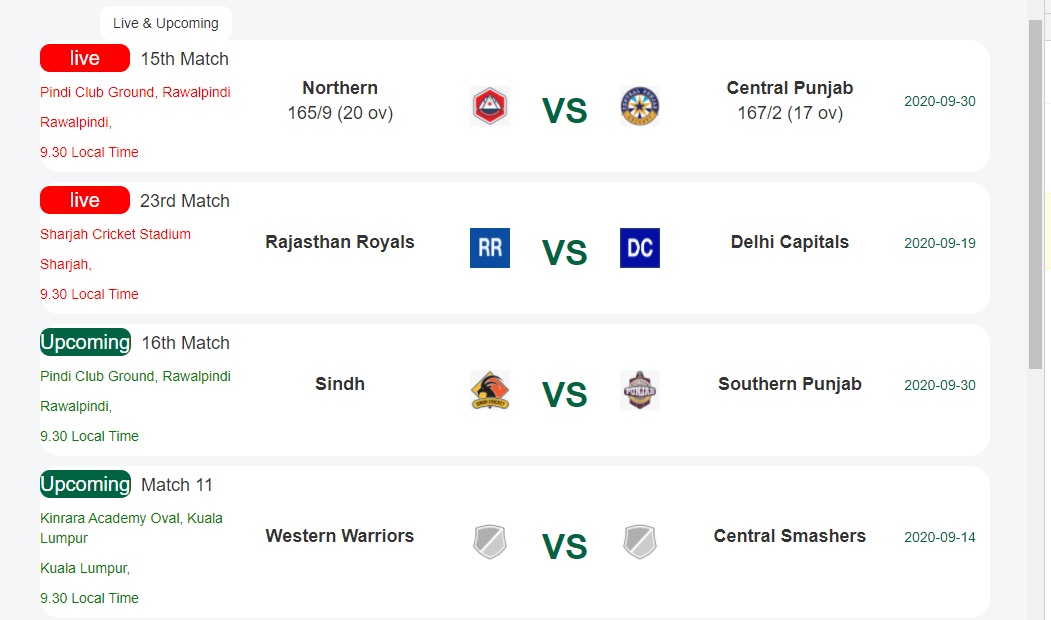 Live & Upcoming
live 15th Match
Pindi Club Ground, Rawalpindi
Rawalpindi,
9.30 Local Time
Northern
165/9 (20 ov)
VS
Central Punjab
167/2 (17 ov)
2020-09-30
live 23rd Match
Sharjah Cricket Stadium
Sharjah,
9.30 Local Time
Rajasthan Royals
RR
VS
DC
Delhi Capitals
2020-09-19
Upcoming 16th Match
Pindi Club Ground, Rawalpindi
Rawalpindi,
9.30 Local Time
Sindh
VS
PUNJAB
Southern Punjab
2020-09-30
Upcoming Match 11
Kinrara Academy Oval, Kuala
Lumpur
Kuala Lumpur,
9.30 Local Time
Western Warriors
VS
Central Smashers
2020-09-14